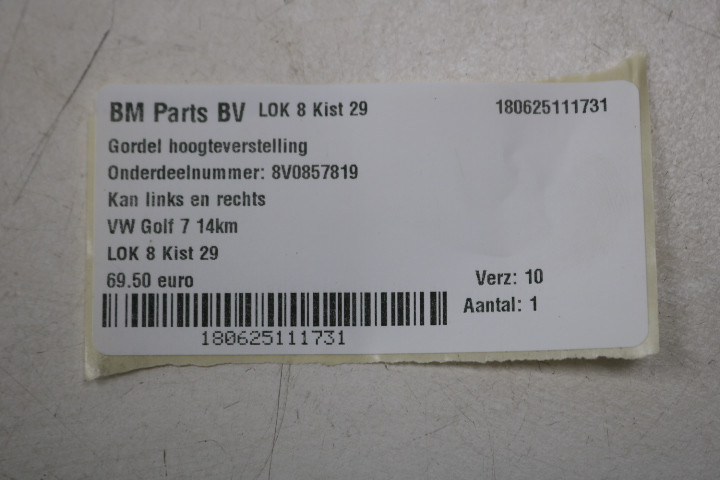 BM Parts BV LOK 8 Kist 29 180625111731
Gordel hoogteverstelling
Onderdeelnummer: 8V0857819
Kan links en rechts
VW Golf 7 14km
LOK 8 Kist 29
69.50 euro Verz: 10
Aantal: 1
180625111731